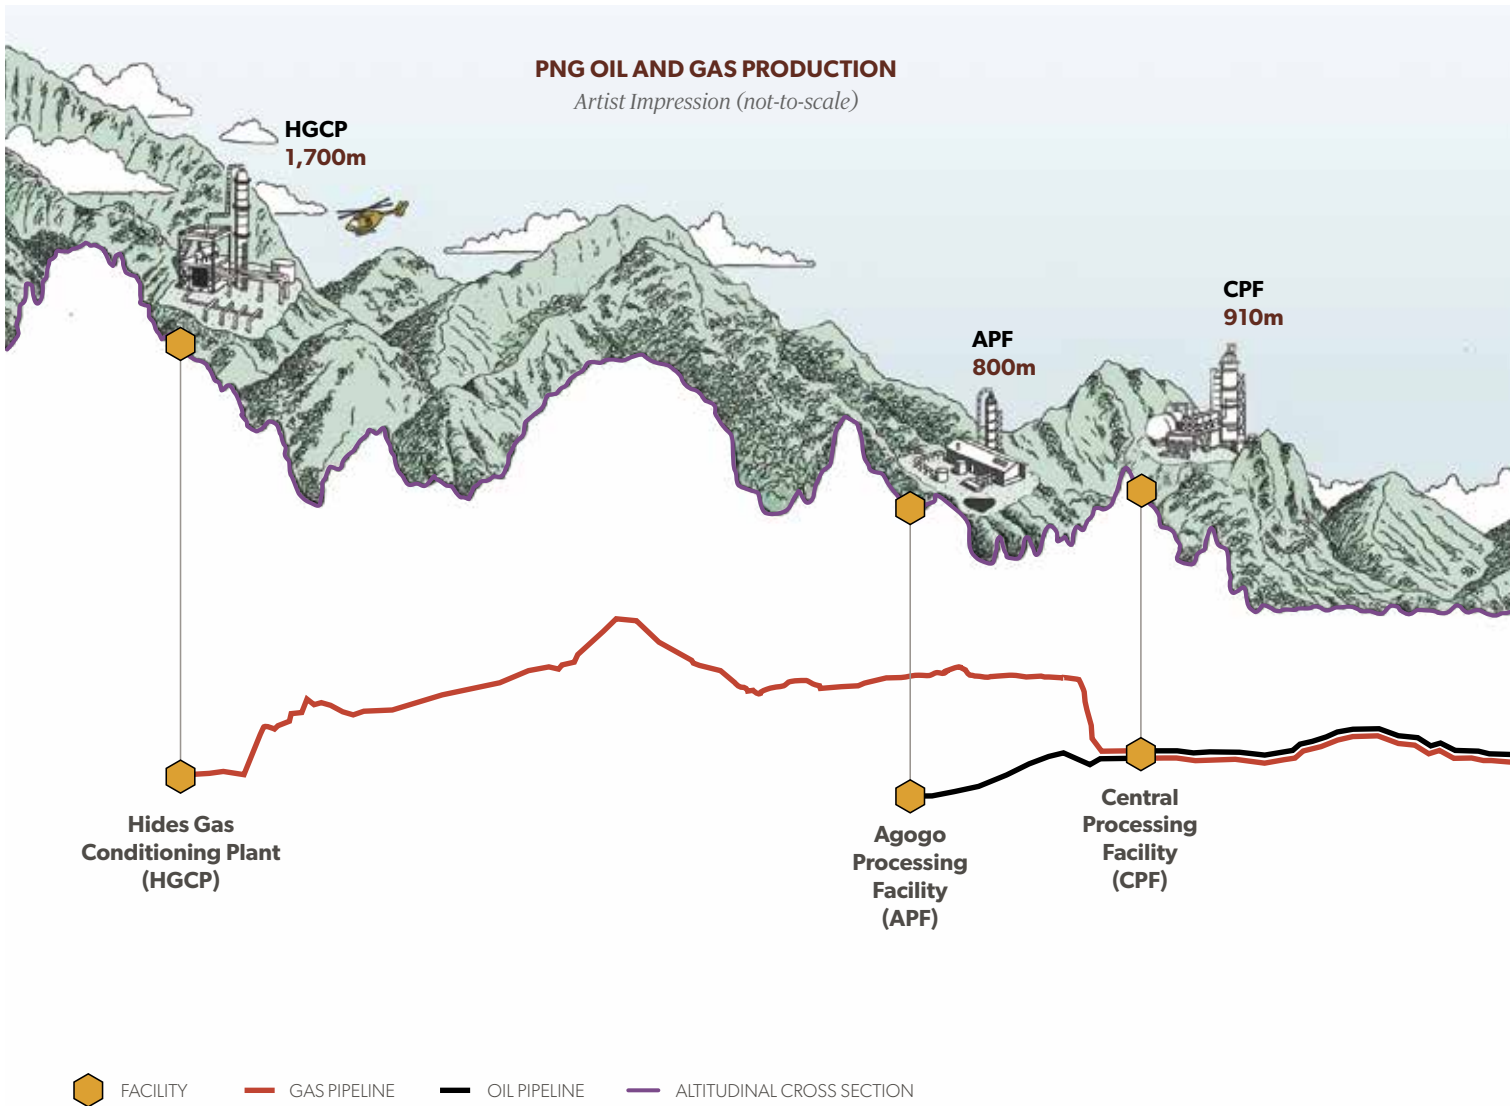 PNG OIL AND GAS PRODUCTION
Artist Impression (not-to-scale)
HGCP
1,700m
CPF
910m
APF
800m
Hides Gas
Conditioning Plant
(HGCP)
Agogo
Processing
Facility
(APF)
Central
Processing
Facility
(CPF)
FACILITY
GAS PIPELINE
OIL PIPELINE
ALTITUDINAL CROSS SECTION